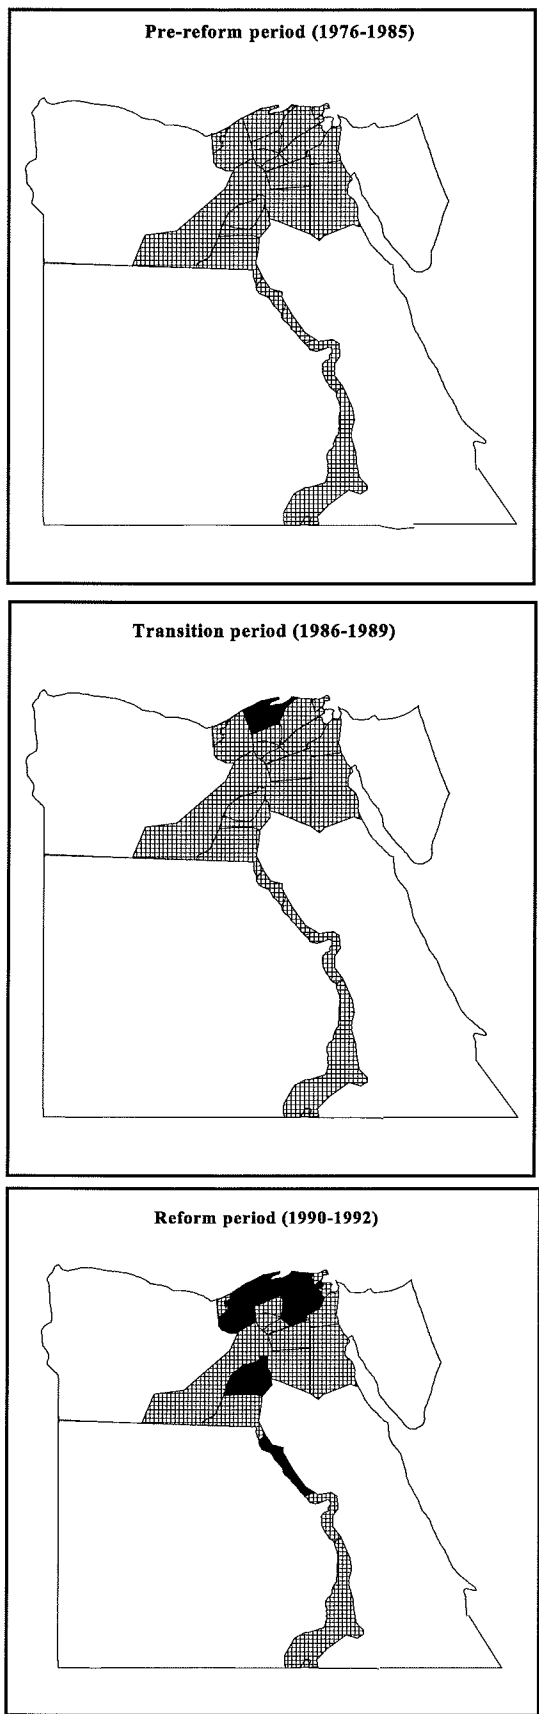 Pre-reform period (1976-1985)
Transition period (1986-1989)
Reform period (1990-1992)